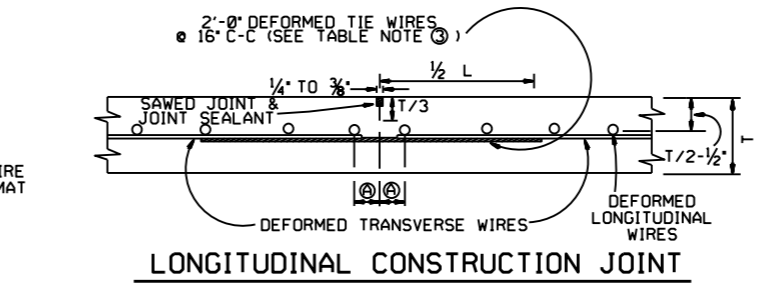 2'-0" DEFORMED TIE WIRES
@ 16" C-C (SEE TABLE NOTE ③ )
½ L
¼" TO ⅜"
SAWED JOINT &
JOINT SEALANT
T/3
T/2-½"
T
IRE
MAT
Ⓐ Ⓐ
DEFORMED TRANSVERSE WIRES
DEFORMED
LONGITUDINAL
WIRES
LONGITUDINAL CONSTRUCTION JOINT